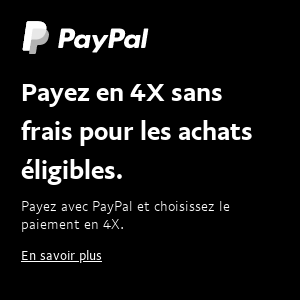 PayPal
Payez en 4X sans
frais pour les achats
éligibles.
Payez avec PayPal et choisissez le
paiement en 4X.
En savoir plus